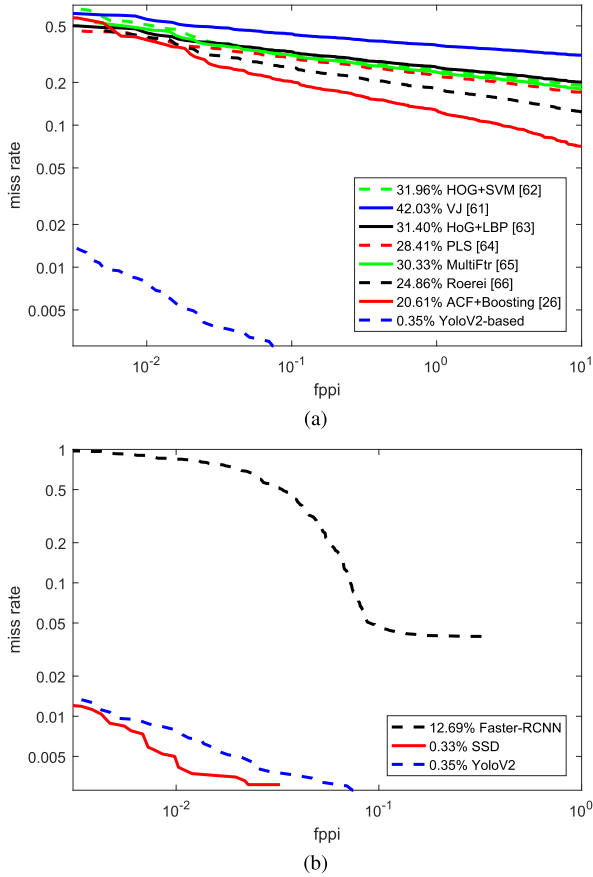 0.5
0.2
0.1
0.05
0.02
0.01
0.005
miss rate
31.96% HOG+SVM [62]
42.03% VJ [61]
31.40% HoG+LBP [63]
28.41% PLS [64]
30.33% MultiFtr [65]
24.86% Roerei [66]
20.61% ACF+Boosting [26]
0.35% YoloV2-based
10^-2 10^-1 10^0 10^1
fppi
(a)
1
0.5
0.2
0.1
0.05
0.02
0.01
0.005
miss rate
12.69% Faster-RCNN
0.33% SSD
0.35% YoloV2
10^-2 10^-1 10^0
fppi
(b)